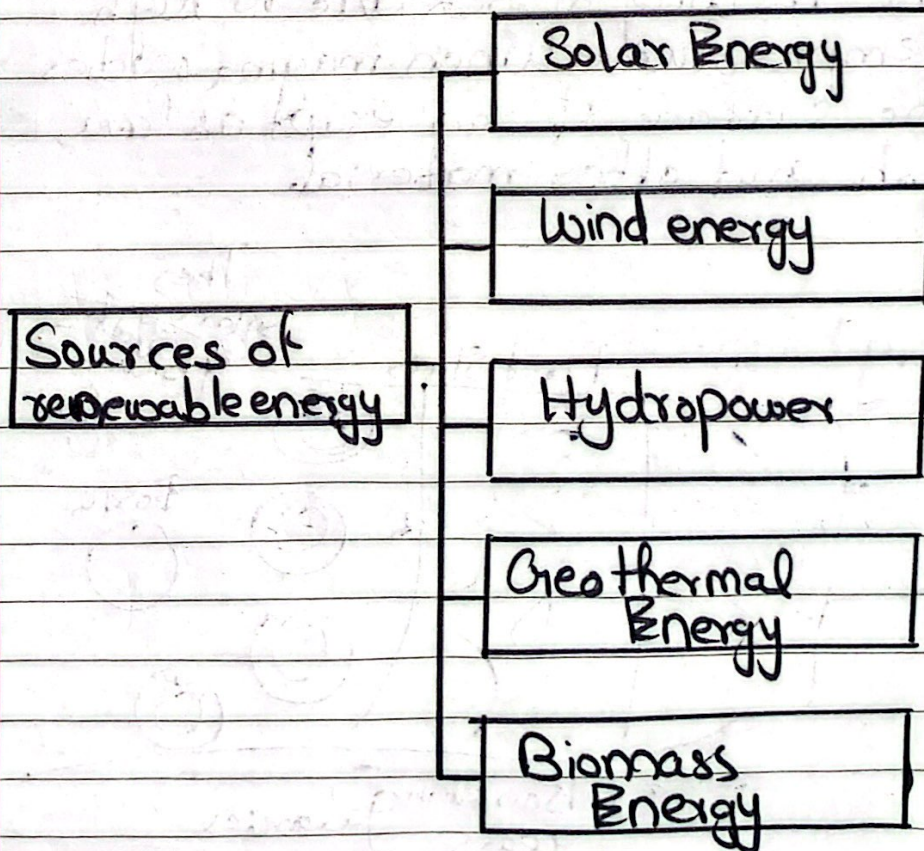 Solar Energy
Wind energy
Sources of
renewable energy
Hydropower
Geothermal
Energy
Biomass
Energy